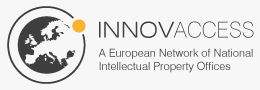 INNOVACCESS
A European Network of National
Intellectual Property Offices